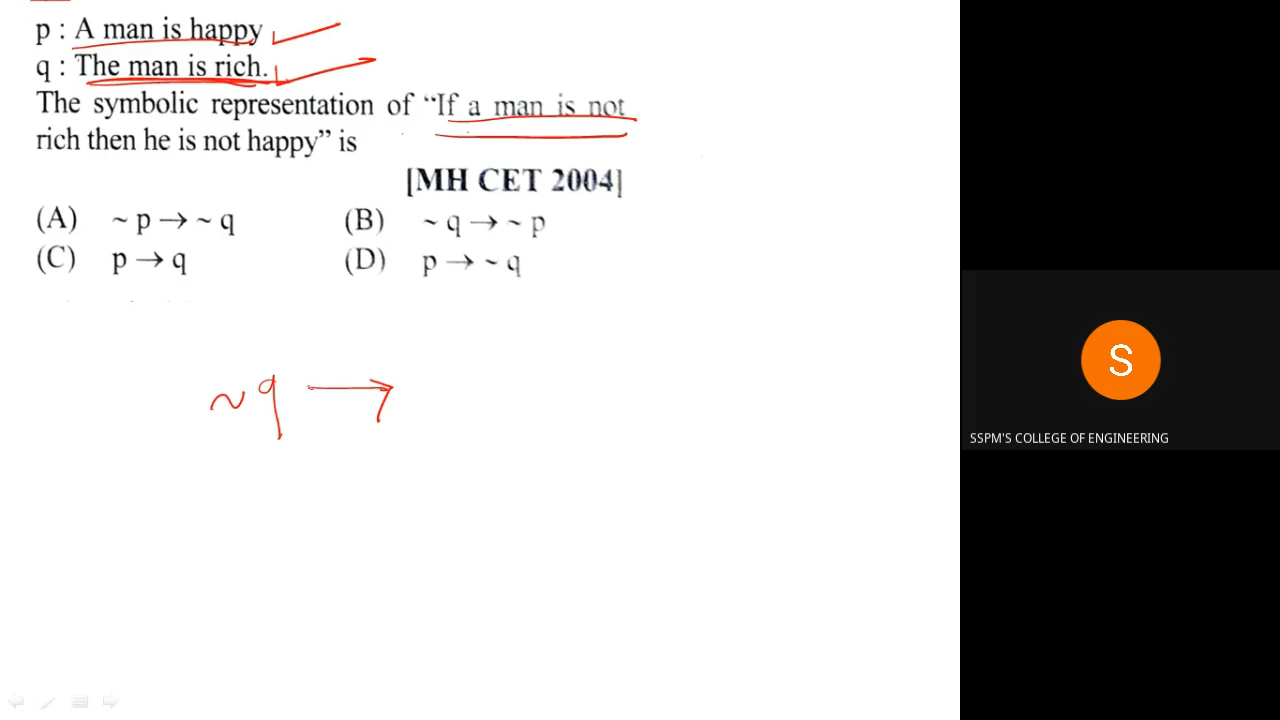 p : A man is happy
q : The man is rich.
The symbolic representation of “If a man is not
rich then he is not happy” is
[MH CET 2004]
(A) ~ p → ~ q (B) ~ q → ~ p
(C) p → q (D) p → ~ q
~q →
S
SSPM'S COLLEGE OF ENGINEERING